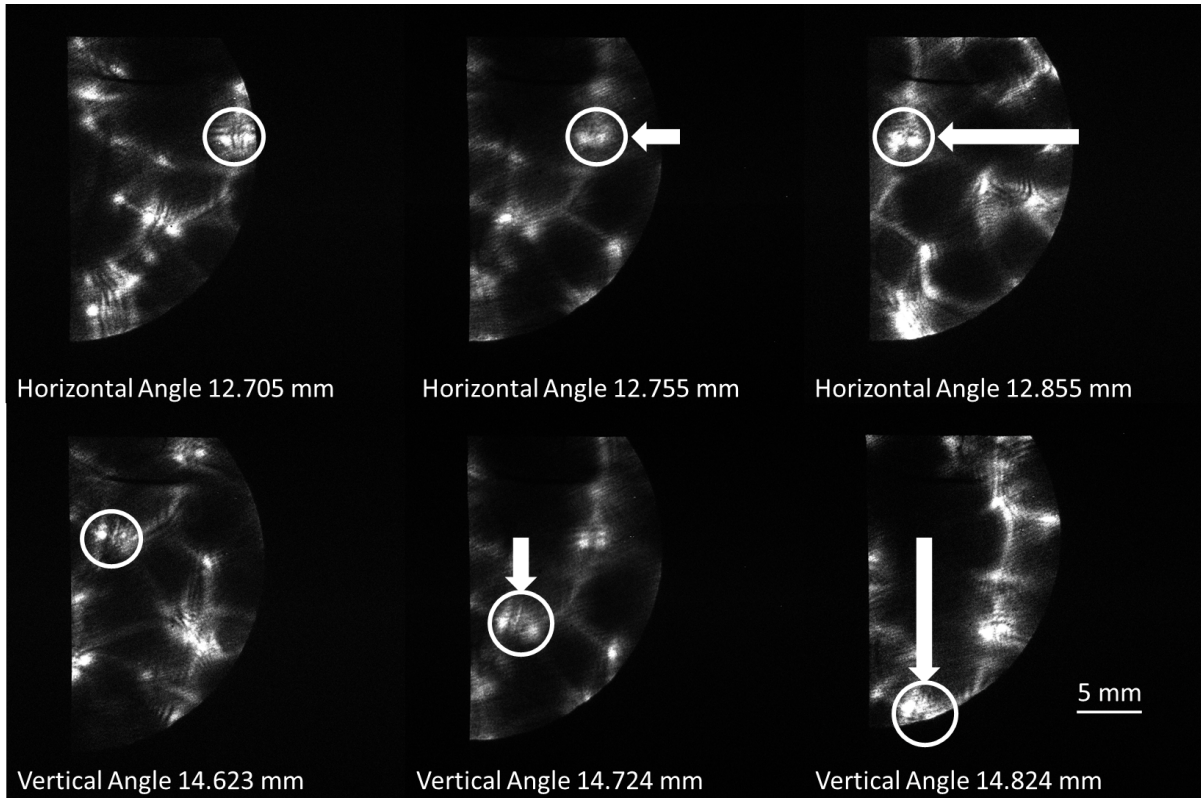 Horizontal Angle 12.705 mm
Horizontal Angle 12.755 mm
Horizontal Angle 12.855 mm
5 mm
Vertical Angle 14.623 mm
Vertical Angle 14.724 mm
Vertical Angle 14.824 mm